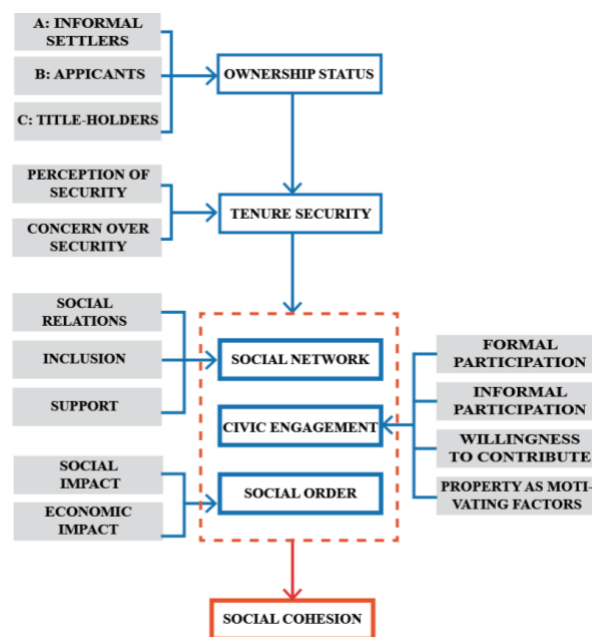 A: INFORMAL
SETTLERS
B: APPICANTS
C: TITLE-HOLDERS
OWNERSHIP STATUS
PERCEPTION OF
SECURITY
CONCERN OVER
SECURITY
TENURE SECURITY
SOCIAL
RELATIONS
INCLUSION
SUPPORT
SOCIAL NETWORK
CIVIC ENGAGEMENT
SOCIAL ORDER
FORMAL
PARTICIPATION
INFORMAL
PARTICIPATION
WILLINGNESS
TO CONTRIBUTE
PROPERTY AS MOTI-
VATING FACTORS
SOCIAL
IMPACT
ECONOMIC
IMPACT
SOCIAL COHESION